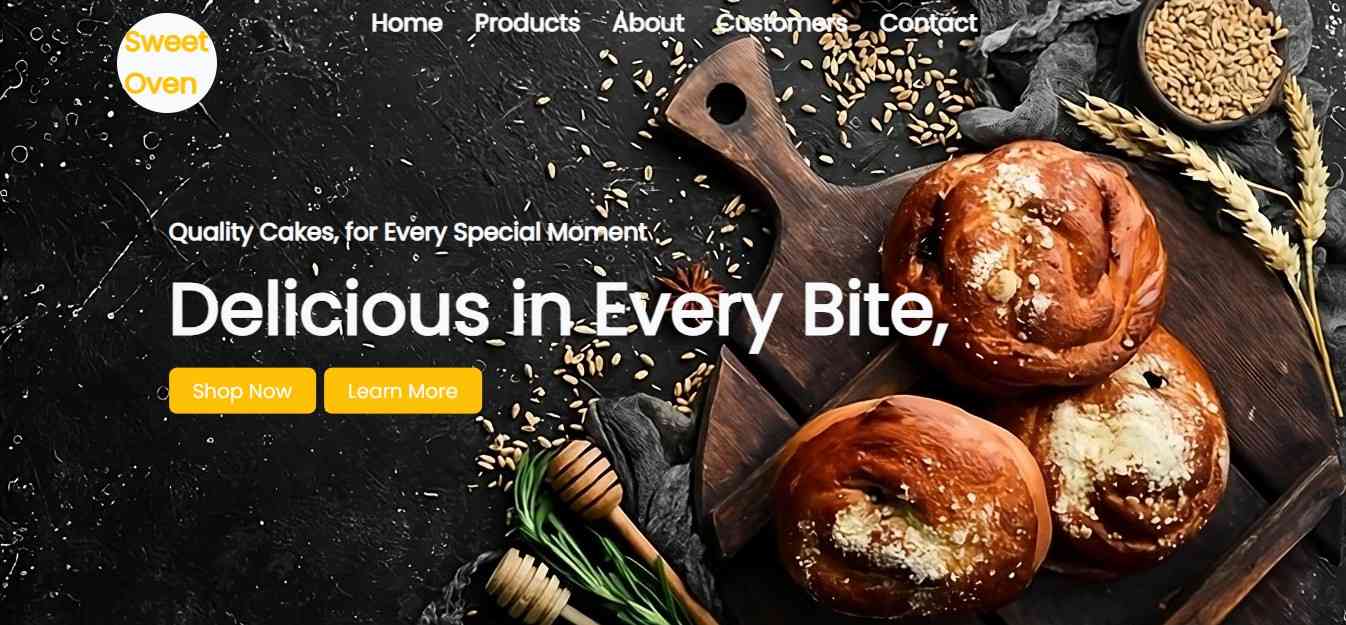 Sweet
Oven
Home Products About Customers Contact
Quality Cakes, for Every Special Moment.
Delicious in Every Bite,
Shop Now Learn More